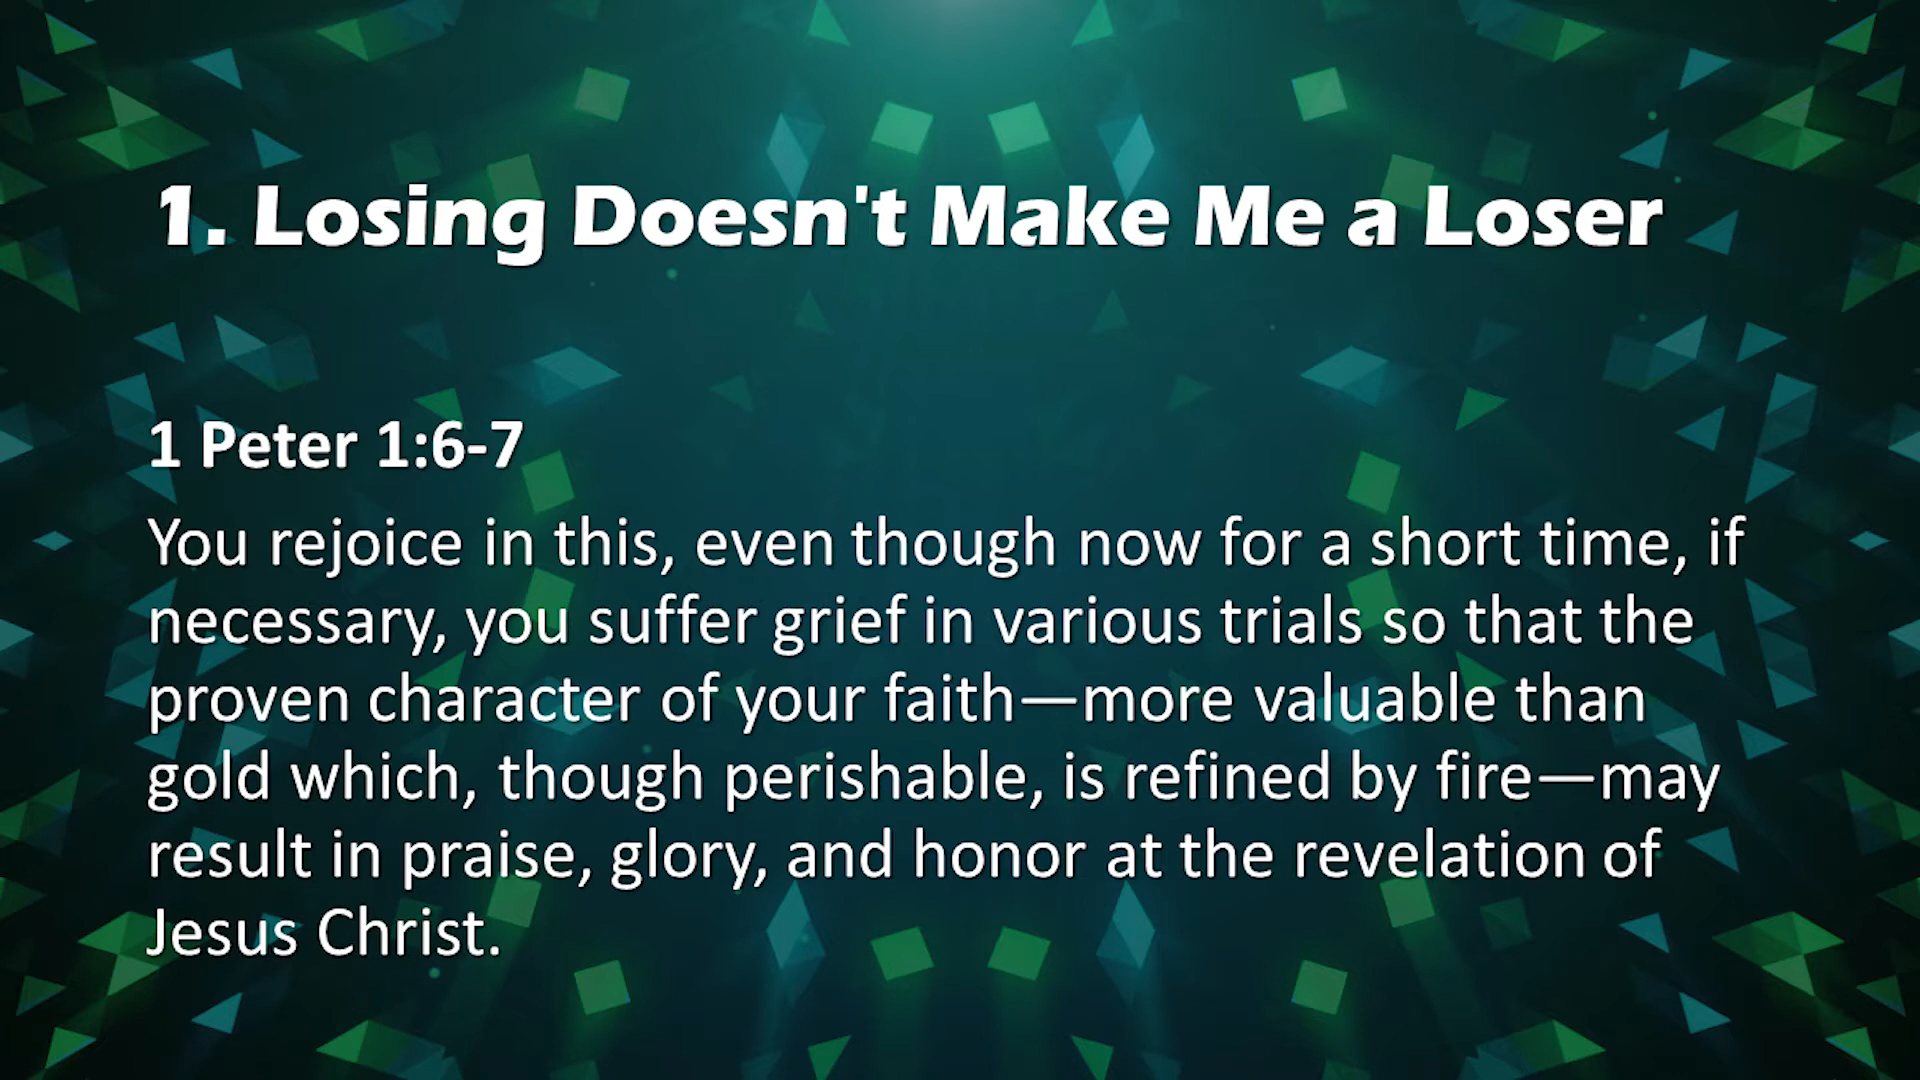 1. Losing Doesn't Make Me a Loser
1 Peter 1:6-7
You rejoice in this, even though now for a short time, if
necessary, you suffer grief in various trials so that the
proven character of your faith—more valuable than
gold which, though perishable, is refined by fire—may
result in praise, glory, and honor at the revelation of
Jesus Christ.